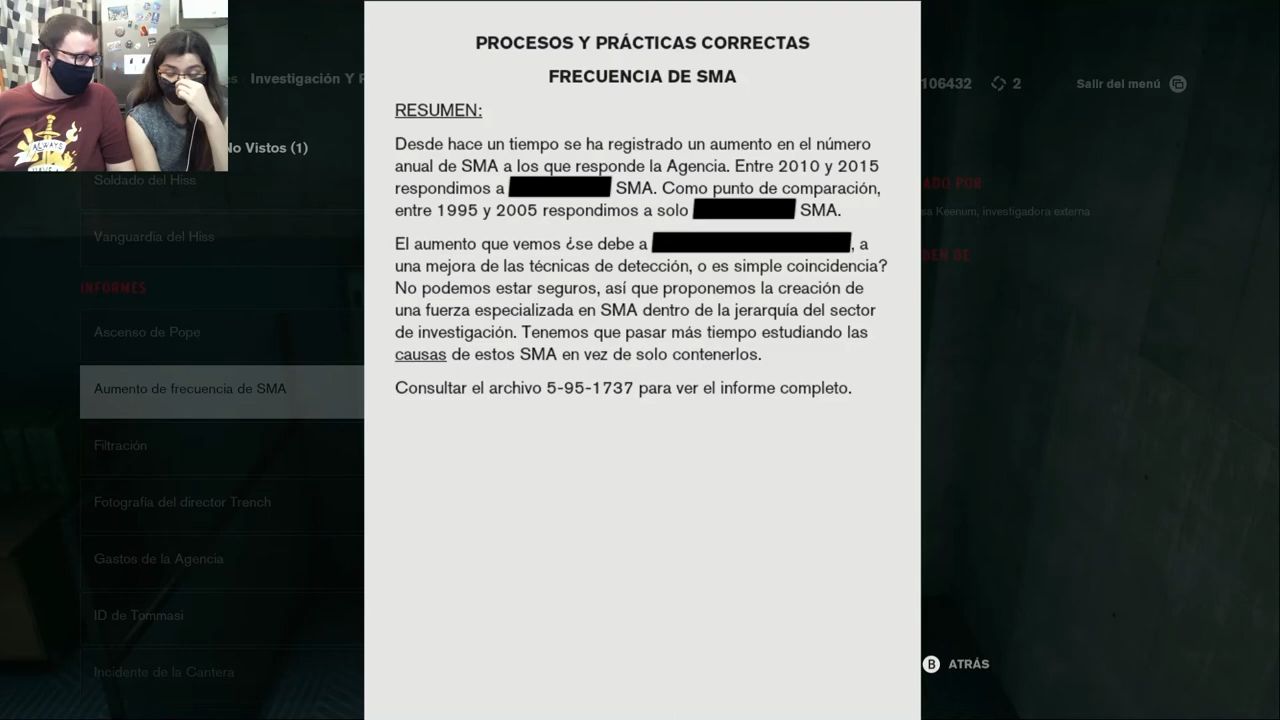 PROCESOS Y PRÁCTICAS CORRECTAS
FRECUENCIA DE SMA
RESUMEN:
Desde hace un tiempo se ha registrado un aumento en el número
anual de SMA a los que responde la Agencia. Entre 2010 y 2015
respondimos a SMA. Como punto de comparación,
entre 1995 y 2005 respondimos a solo SMA.
El aumento que vemos ¿se debe a , a
una mejora de las técnicas de detección, o es simple coincidencia?
No podemos estar seguros, así que proponemos la creación de
una fuerza especializada en SMA dentro de la jerarquía del sector
de investigación. Tenemos que pasar más tiempo estudiando las
causas de estos SMA en vez de solo contenerlos.
Consultar el archivo 5-95-1737 para ver el informe completo.
Investigación Y
No Vistos (1)
Soldado del Hiss
Vanguardia del Hiss
INFORMES
Ascenso de Pope
Aumento de frecuencia de SMA
Filtración
Fotografía del director Trench
Gastos de la Agencia
ID de Tommasi
Incidente de la Cantera
106432
2
Salir del menú
ADO POR
Keenum, investigadora externa
DEN DE
B ATRÁS
ALWAYS